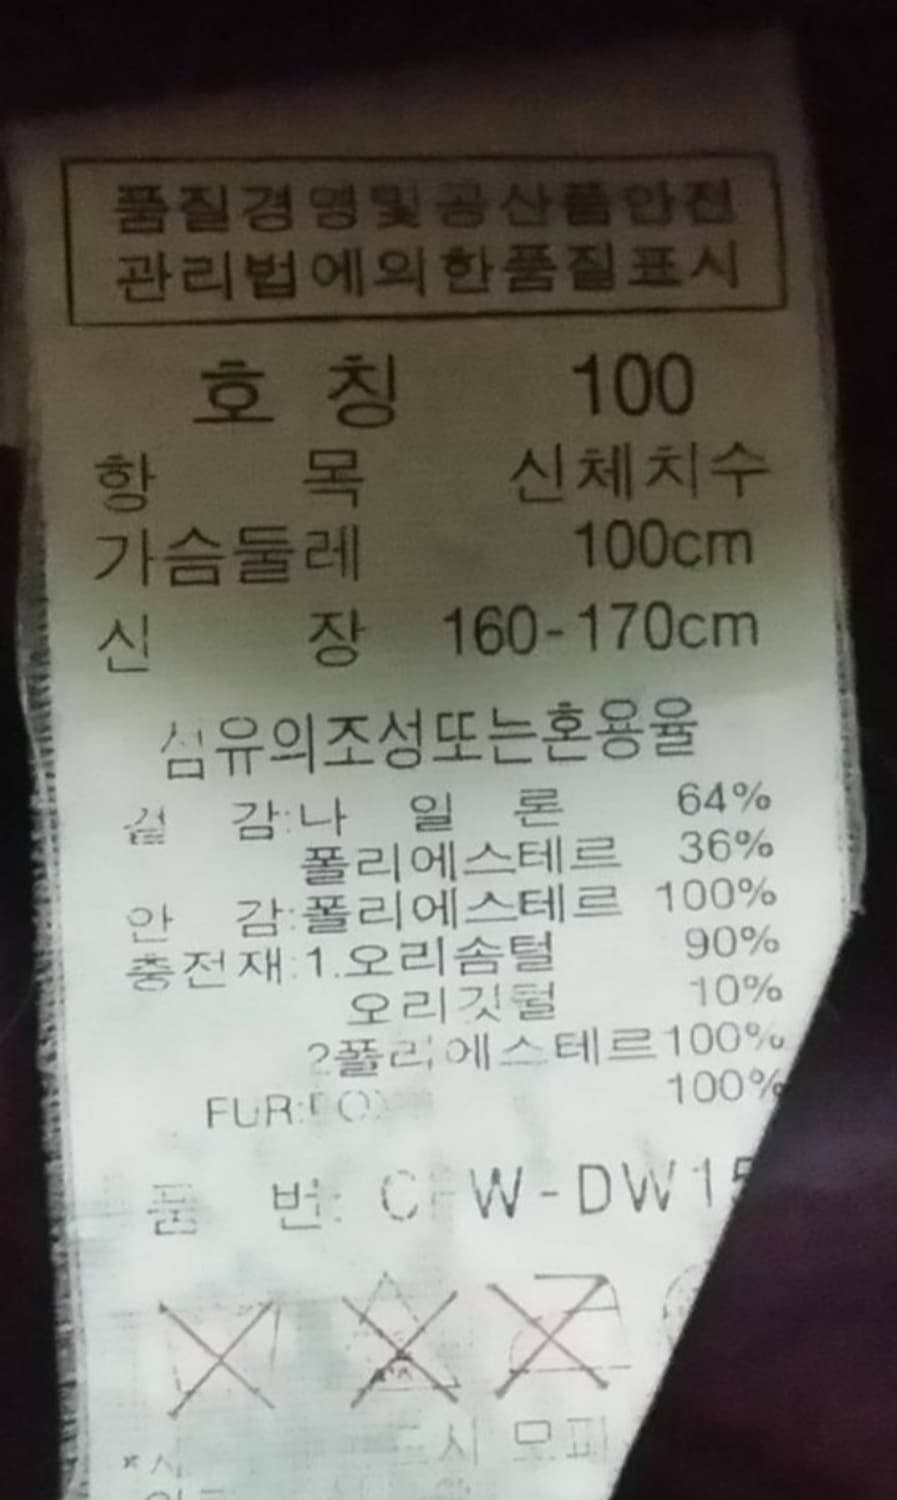 품질경영및공산품안전
관리법에의한품질표시
호 칭 100
항 목 신체치수
가슴둘레 100cm
신 장 160-170cm
섬유의조성또는혼용율
겉 감:나 일 론 64%
폴리에스테르 36%
안 감:폴리에스테르 100%
충전재:1.오리솜털 90%
오리깃털 10%
2폴리에스테르100%
FUR: 100%
품 번:
모피